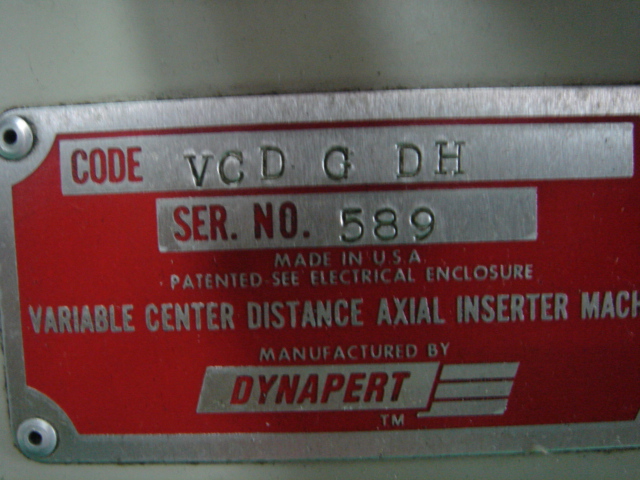 CODE VCD G DH
SER. NO. 589
MADE IN U S A
PATENTED-SEE ELECTRICAL ENCLOSURE
VARIABLE CENTER DISTANCE AXIAL INSERTER MACH
MANUFACTURED BY
DYNAPERT
TM